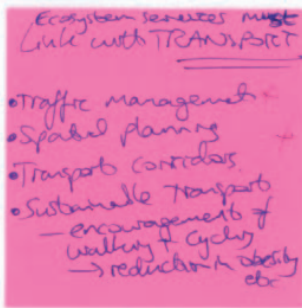 Ecosystem services must
Link with TRANSPORT
• Traffic management
• Spatial planning
• Transport corridors
• Sustainable transport
— encouragement of
walking + cycling
→ reduction in obesity
etc.